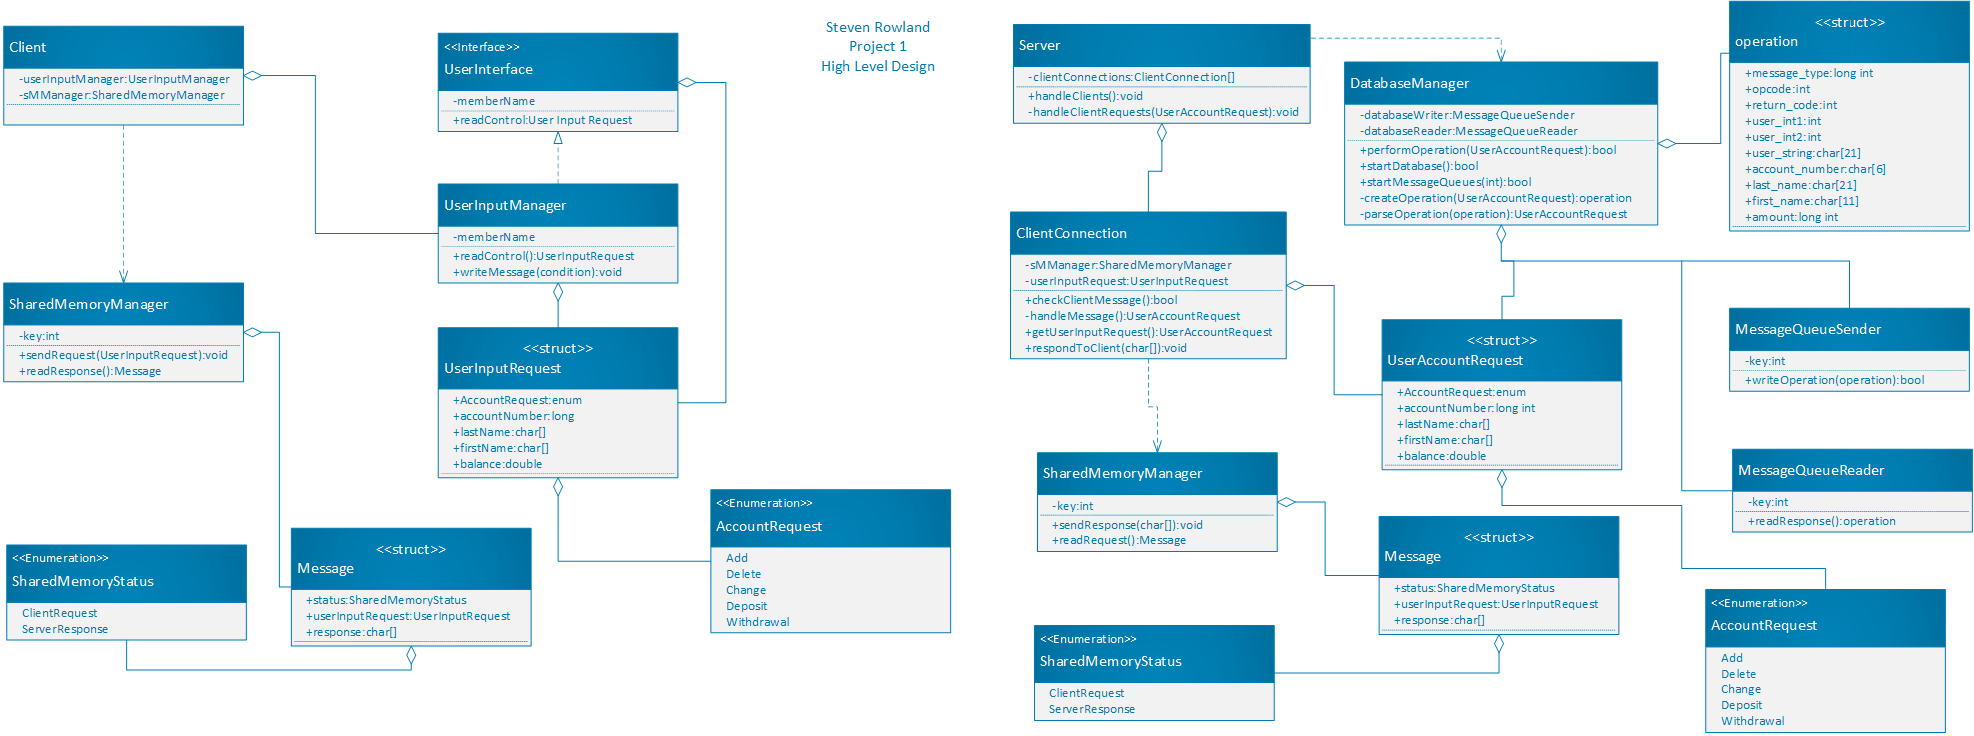 Steven Rowland
Project 1
High Level Design
Client
-userInputManager:UserInputManager
-sMManager:SharedMemoryManager
<<Interface>>
UserInterface
-memberName
+readControl:User Input Request
UserInputManager
-memberName
+readControl():UserInputRequest
+writeMessage(condition):void
SharedMemoryManager
-key:int
+sendRequest(UserInputRequest):void
+readResponse():Message
<<struct>>
UserInputRequest
+AccountRequest:enum
+accountNumber:long
+lastName:char[]
+firstName:char[]
+balance:double
<<Enumeration>>
AccountRequest
Add
Delete
Change
Deposit
Withdrawal
<<Enumeration>>
SharedMemoryStatus
ClientRequest
ServerResponse
<<struct>>
Message
+status:SharedMemoryStatus
+userInputRequest:UserInputRequest
+response:char[]
Server
-clientConnections:ClientConnection[]
+handleClients():void
-handleClientRequests(UserAccountRequest):void
DatabaseManager
-databaseWriter:MessageQueueSender
-databaseReader:MessageQueueReader
+performOperation(UserAccountRequest):bool
+startDatabase():bool
+startMessageQueues(int):bool
-createOperation(UserAccountRequest):operation
-parseOperation(operation):UserAccountRequest
<<struct>>
operation
+message_type:long int
+opcode:int
+return_code:int
+user_int1:int
+user_int2:int
+user_string:char[21]
+account_number:char[6]
+last_name:char[21]
+first_name:char[11]
+amount:long int
ClientConnection
-sMManager:SharedMemoryManager
-userInputRequest:UserInputRequest
+checkClientMessage():bool
-handleMessage():UserAccountRequest
+getUserInputRequest():UserAccountRequest
+respondToClient(char[]):void
<<struct>>
UserAccountRequest
+AccountRequest:enum
+accountNumber:long int
+lastName:char[]
+firstName:char[]
+balance:double
MessageQueueSender
-key:int
+writeOperation(operation):bool
MessageQueueReader
-key:int
+readResponse():operation
SharedMemoryManager
-key:int
+sendResponse(char[]):void
+readRequest():Message
<<struct>>
Message
+status:SharedMemoryStatus
+userInputRequest:UserInputRequest
+response:char[]
<<Enumeration>>
SharedMemoryStatus
ClientRequest
ServerResponse
<<Enumeration>>
AccountRequest
Add
Delete
Change
Deposit
Withdrawal